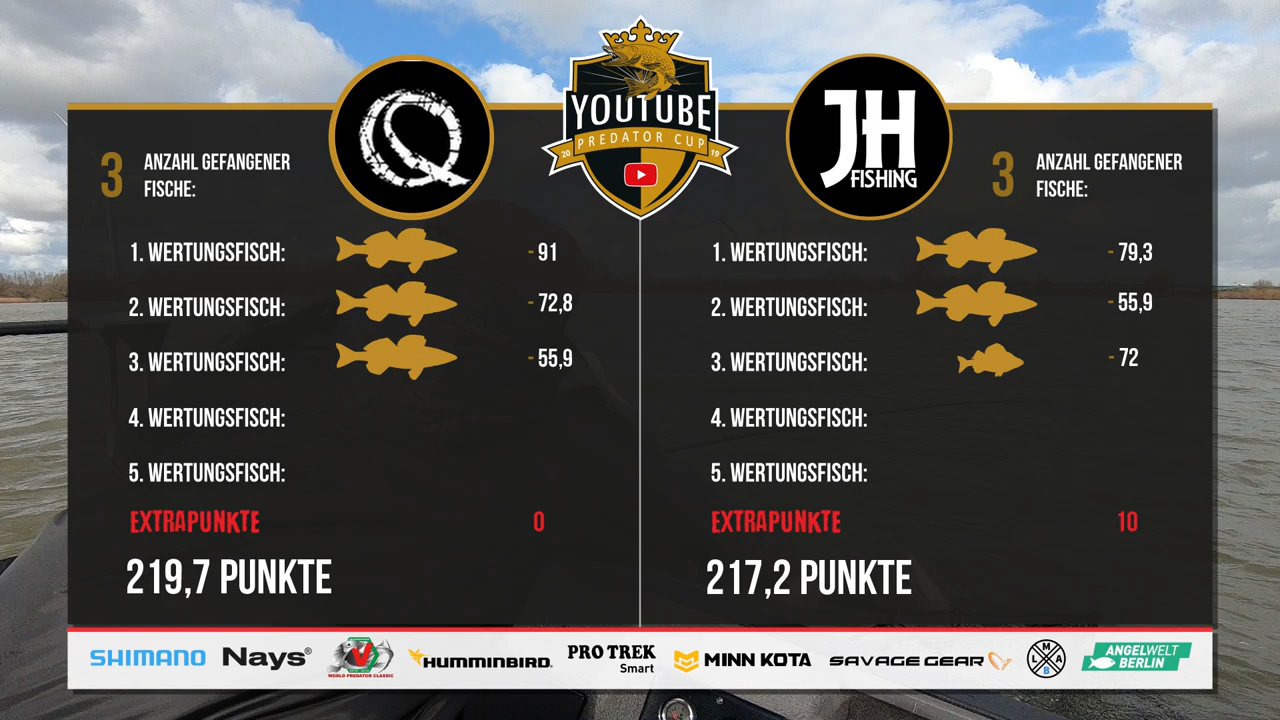 YOUTUBE
PREDATOR CUP
20 19
Q
3 ANZAHL GEFANGENER
FISCHE:
1. WERTUNGSFISCH: - 91
2. WERTUNGSFISCH: - 72,8
3. WERTUNGSFISCH: - 55,9
4. WERTUNGSFISCH:
5. WERTUNGSFISCH:
EXTRAPUNKTE 0
219,7 PUNKTE
JH
FISHING
3 ANZAHL GEFANGENER
FISCHE:
1. WERTUNGSFISCH: - 79,3
2. WERTUNGSFISCH: - 55,9
3. WERTUNGSFISCH: - 72
4. WERTUNGSFISCH:
5. WERTUNGSFISCH:
EXTRAPUNKTE 10
217,2 PUNKTE
SHIMANO
Nays®
WORLD PREDATOR CLASSIC
HUMMINBIRD.
PRO TREK
Smart
MINN KOTA
SAVAGE GEAR
M
L A
B
ANGELWELT
BERLIN